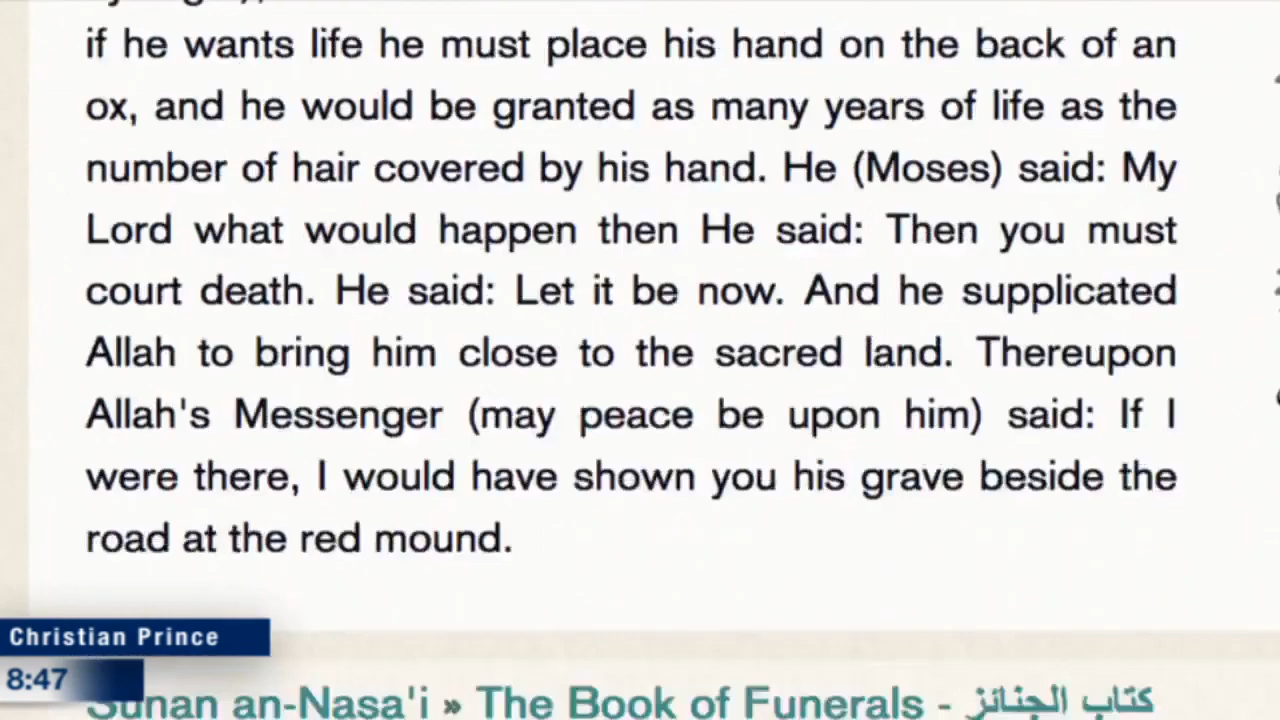 if he wants life he must place his hand on the back of an
ox, and he would be granted as many years of life as the
number of hair covered by his hand. He (Moses) said: My
Lord what would happen then He said: Then you must
court death. He said: Let it be now. And he supplicated
Allah to bring him close to the sacred land. Thereupon
Allah's Messenger (may peace be upon him) said: If I
were there, I would have shown you his grave beside the
road at the red mound.
Christian Prince
8:47
Sunan an-Nasa'i » The Book of Funerals - كتاب الجنائز